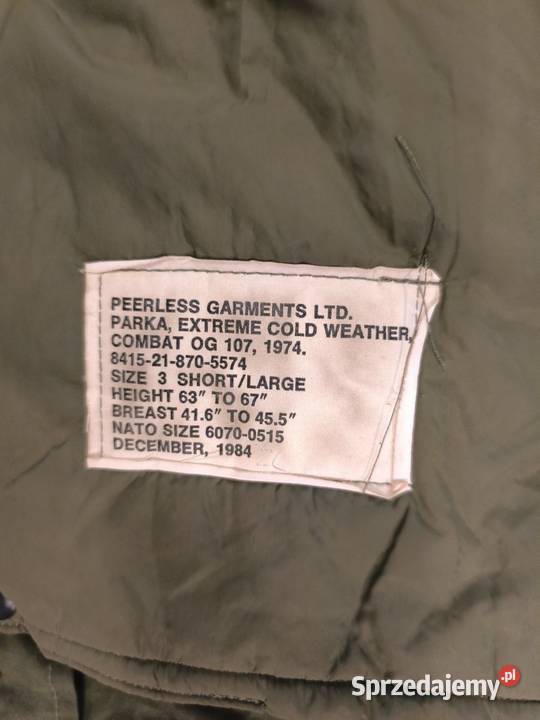 PEERLESS GARMENTS LTD.
PARKA, EXTREME COLD WEATHER,
COMBAT OG 107, 1974.
8415-21-870-5574
SIZE 3 SHORT/LARGE
HEIGHT 63" TO 67"
BREAST 41.6" TO 45.5"
NATO SIZE 6070-0515
DECEMBER, 1984
Sprzedajemy.pl